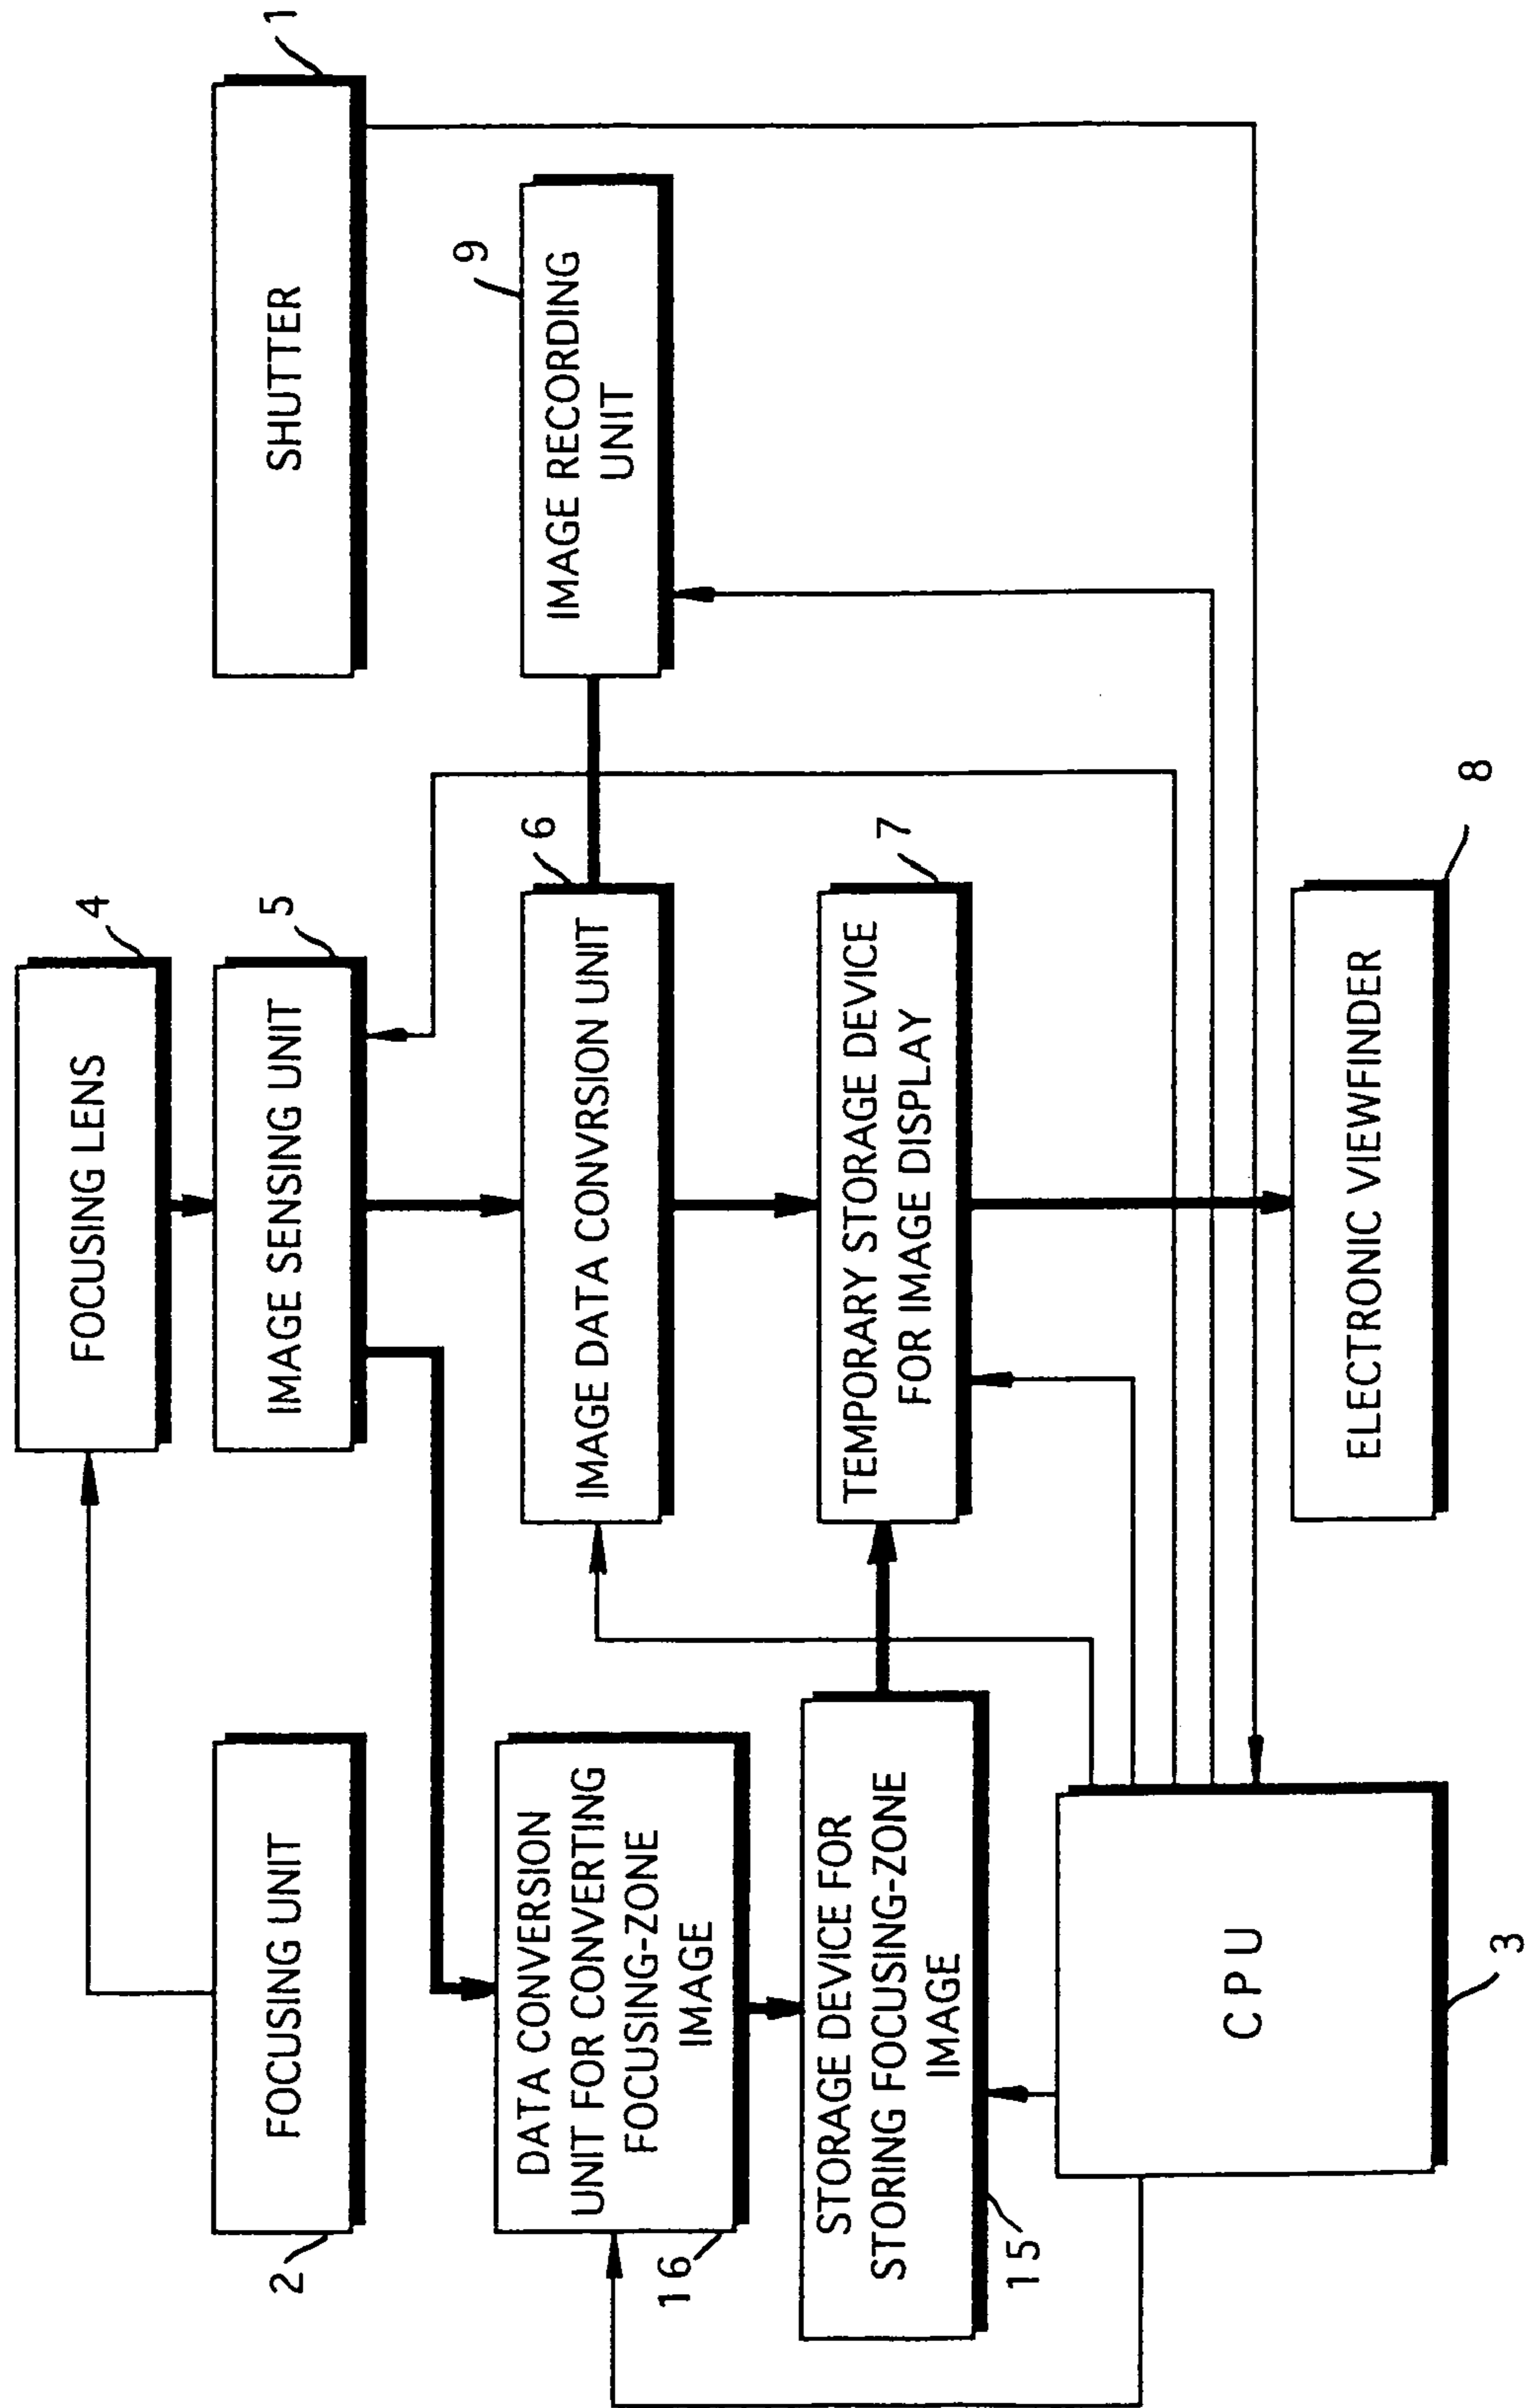 FOCUSING LENS
4
2
FOCUSING UNIT
IMAGE SENSING UNIT
5
SHUTTER
1
DATA CONVERSION
UNIT FOR CONVERTING
FOCUSING-ZONE
IMAGE
16
IMAGE DATA CONVRSION UNIT
6
IMAGE RECORDING
UNIT
9
STORAGE DEVICE FOR
STORING FOCUSING-ZONE
IMAGE
15
TEMPORARY STORAGE DEVICE
FOR IMAGE DISPLAY
7
CPU
3
ELECTRONIC VIEWFINDER
8